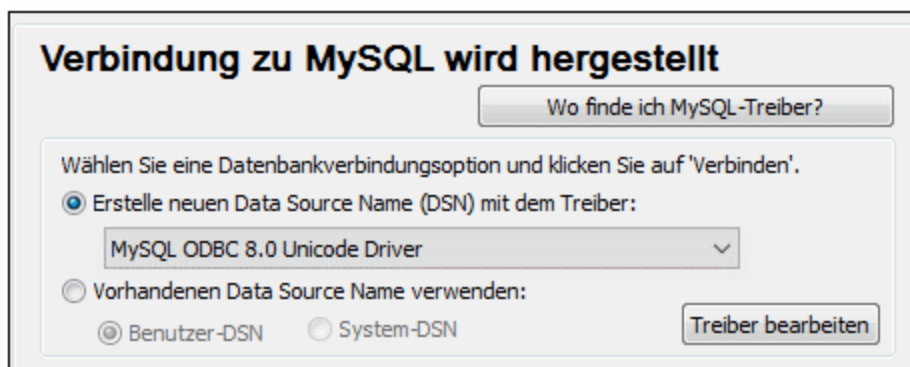 Verbindung zu MySQL wird hergestellt
Wo finde ich MySQL-Treiber?
Wählen Sie eine Datenbankverbindungsoption und klicken Sie auf 'Verbinden'.
Erstelle neuen Data Source Name (DSN) mit dem Treiber:
MySQL ODBC 8.0 Unicode Driver
Vorhandenen Data Source Name verwenden:
Benutzer-DSN System-DSN Treiber bearbeiten